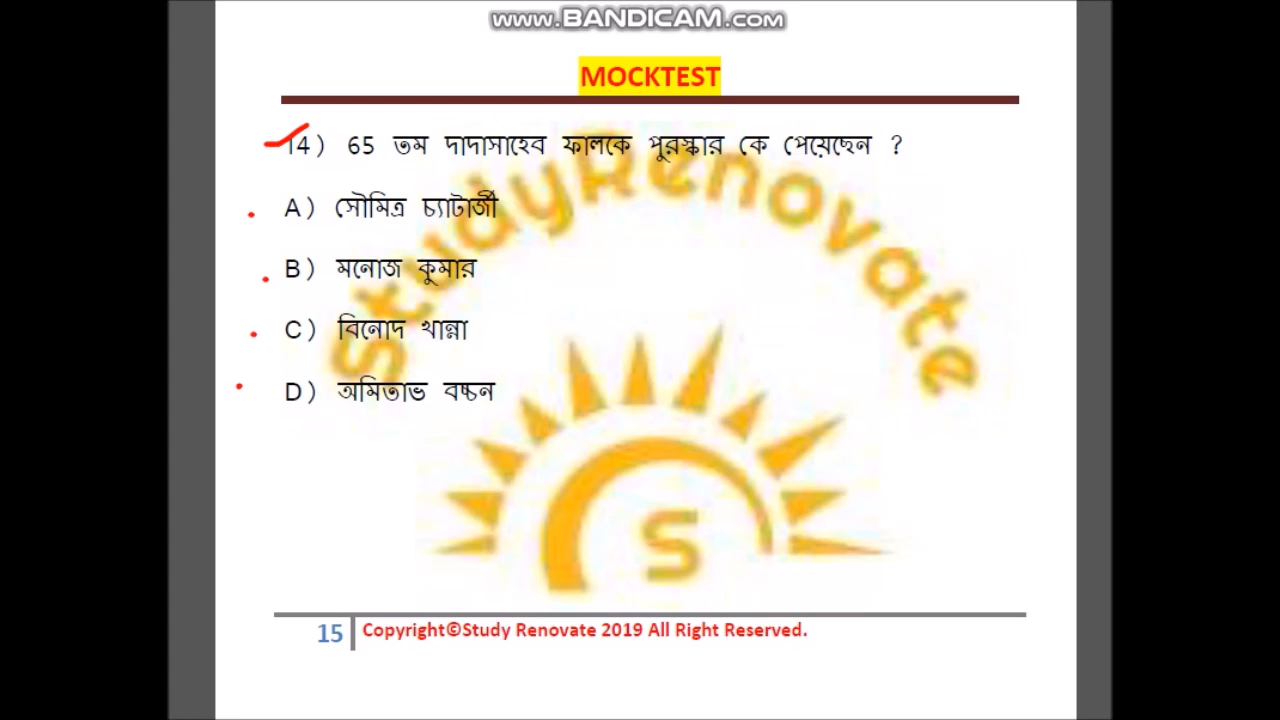 www.BANDICAM.com
MOCKTEST
14) 65 তম দাদাসাহেব ফালকে পুরস্কার কে পেয়েছেন ?
A) সৌমিত্র চ্যাটার্জী
B) মনোজ কুমার
C) বিনোদ খান্না
D) অমিতাভ বচ্চন
StudyRenovate
S
15 Copyright©Study Renovate 2019 All Right Reserved.